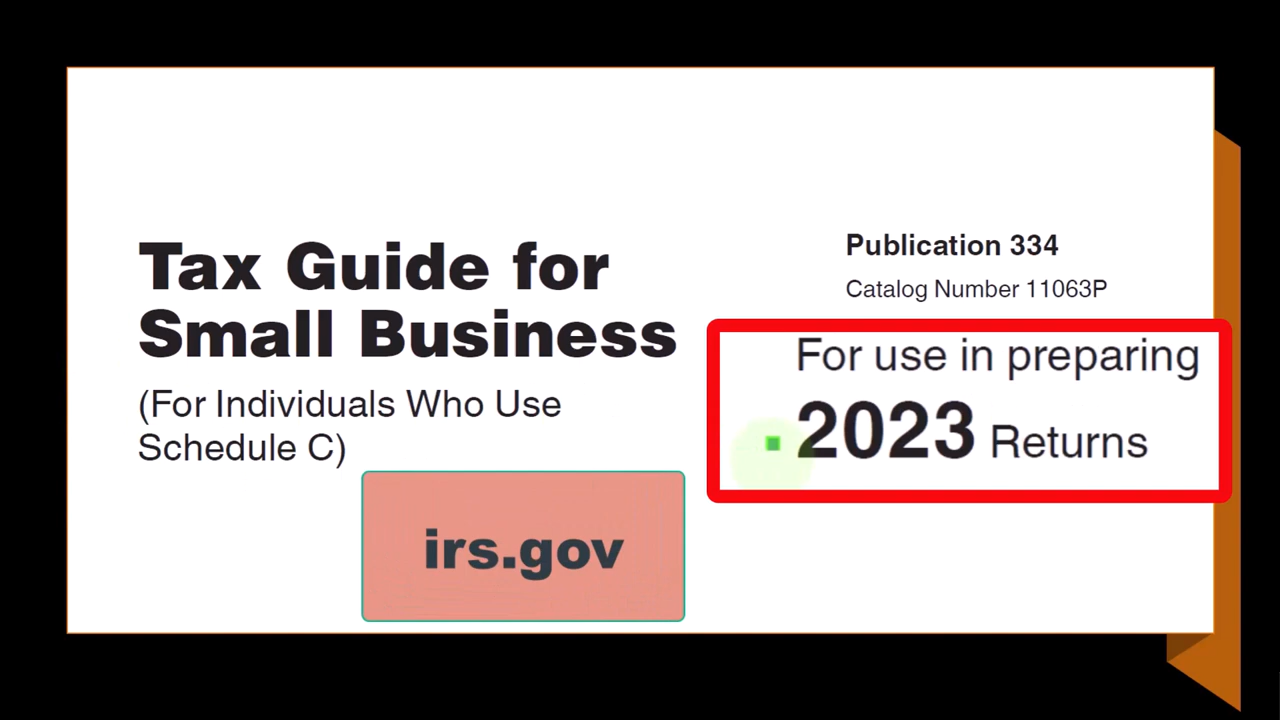 Tax Guide for
Small Business
(For Individuals Who Use
Schedule C)
irs.gov
Publication 334
Catalog Number 11063P
For use in preparing
2023 Returns